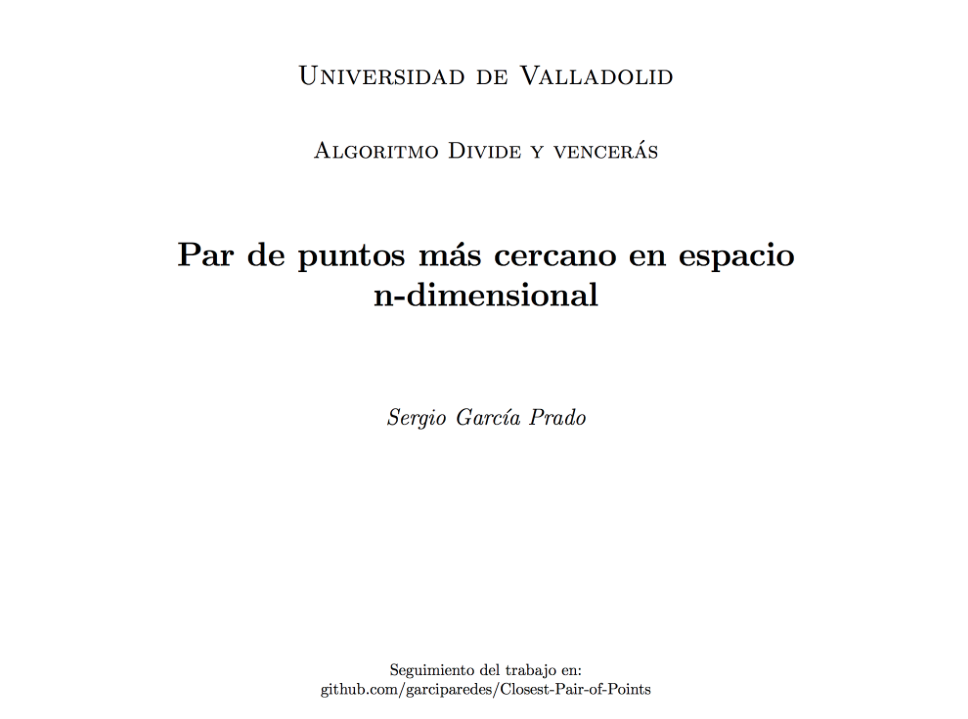 Universidad de Valladolid
Algoritmo Divide y vencerás
Par de puntos más cercano en espacio
n-dimensional
Sergio García Prado
Seguimiento del trabajo en:
github.com/garciparedes/Closest-Pair-of-Points